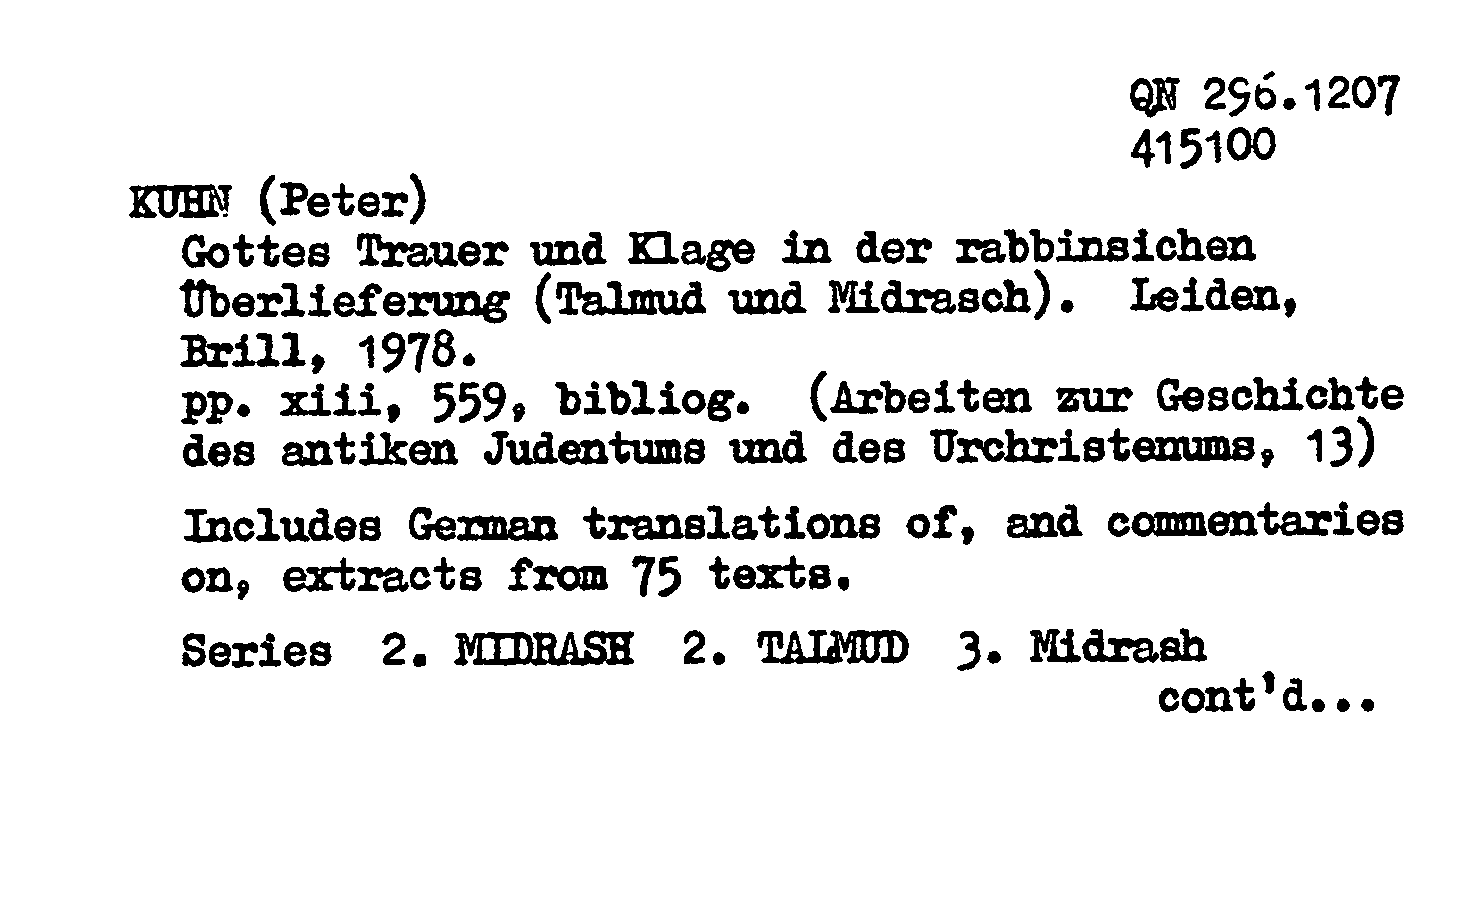 QN 296.1207
415100
KUHN (Peter)
Gottes Trauer und Klage in der rabbinsichen
Überlieferung (Talmud und Midrasch). Leiden,
Brill, 1978.
pp. xiii, 559, bibliog. (Arbeiten zur Geschichte
des antiken Judentums und des Urchristenums, 13)
Includes German translations of, and commentaries
on, extracts from 75 texts.
Series 2. MIDRASH 2. TALMUD 3. Midrash
cont'd...